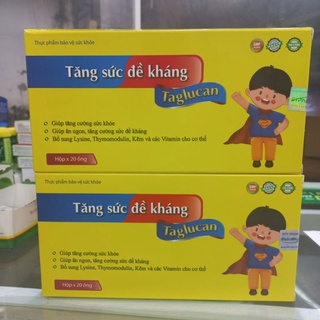 Thực phẩm bảo vệ sức khỏe
Tăng sức đề kháng
Taglucan
Giúp tăng cường sức khỏe
Giúp ăn ngon, tăng cường sức đề kháng
Bổ sung Lysine, Thymomodulin, Kẽm và các Vitamin cho cơ thể
Hộp x 20 ống
Thực phẩm bảo vệ sức khỏe
Tăng sức đề kháng
Taglucan
Giúp tăng cường sức khỏe
Giúp ăn ngon, tăng cường sức đề kháng
Bổ sung Lysine, Thymomodulin, Kẽm và các Vitamin cho cơ thể
Hộp x 20 ống